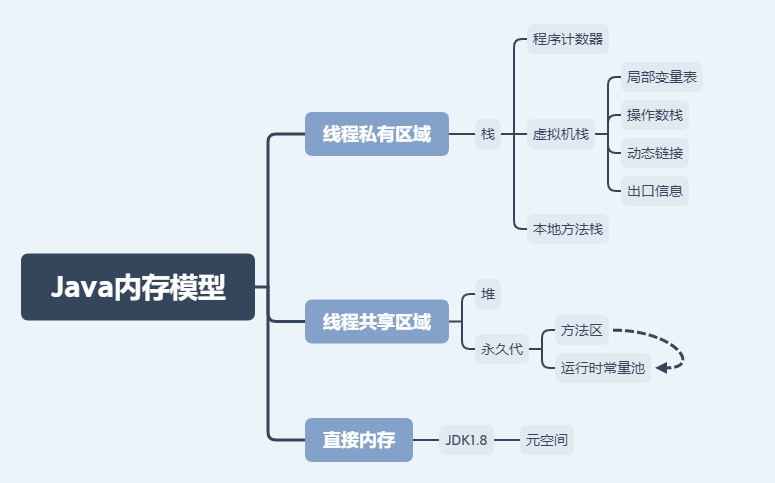 Java内存模型
线程私有区域
栈
程序计数器
虚拟机栈
局部变量表
操作数栈
动态链接
出口信息
本地方法栈
线程共享区域
堆
永久代
方法区
运行时常量池
直接内存
JDK1.8
元空间